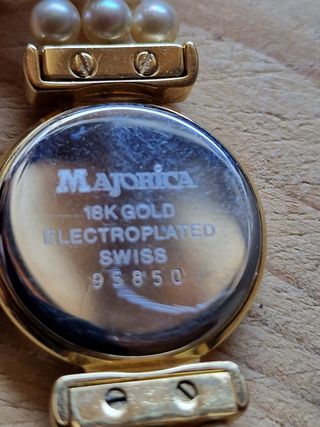 MAJORICA
18K GOLD
ELECTROPLATED
SWISS
95850